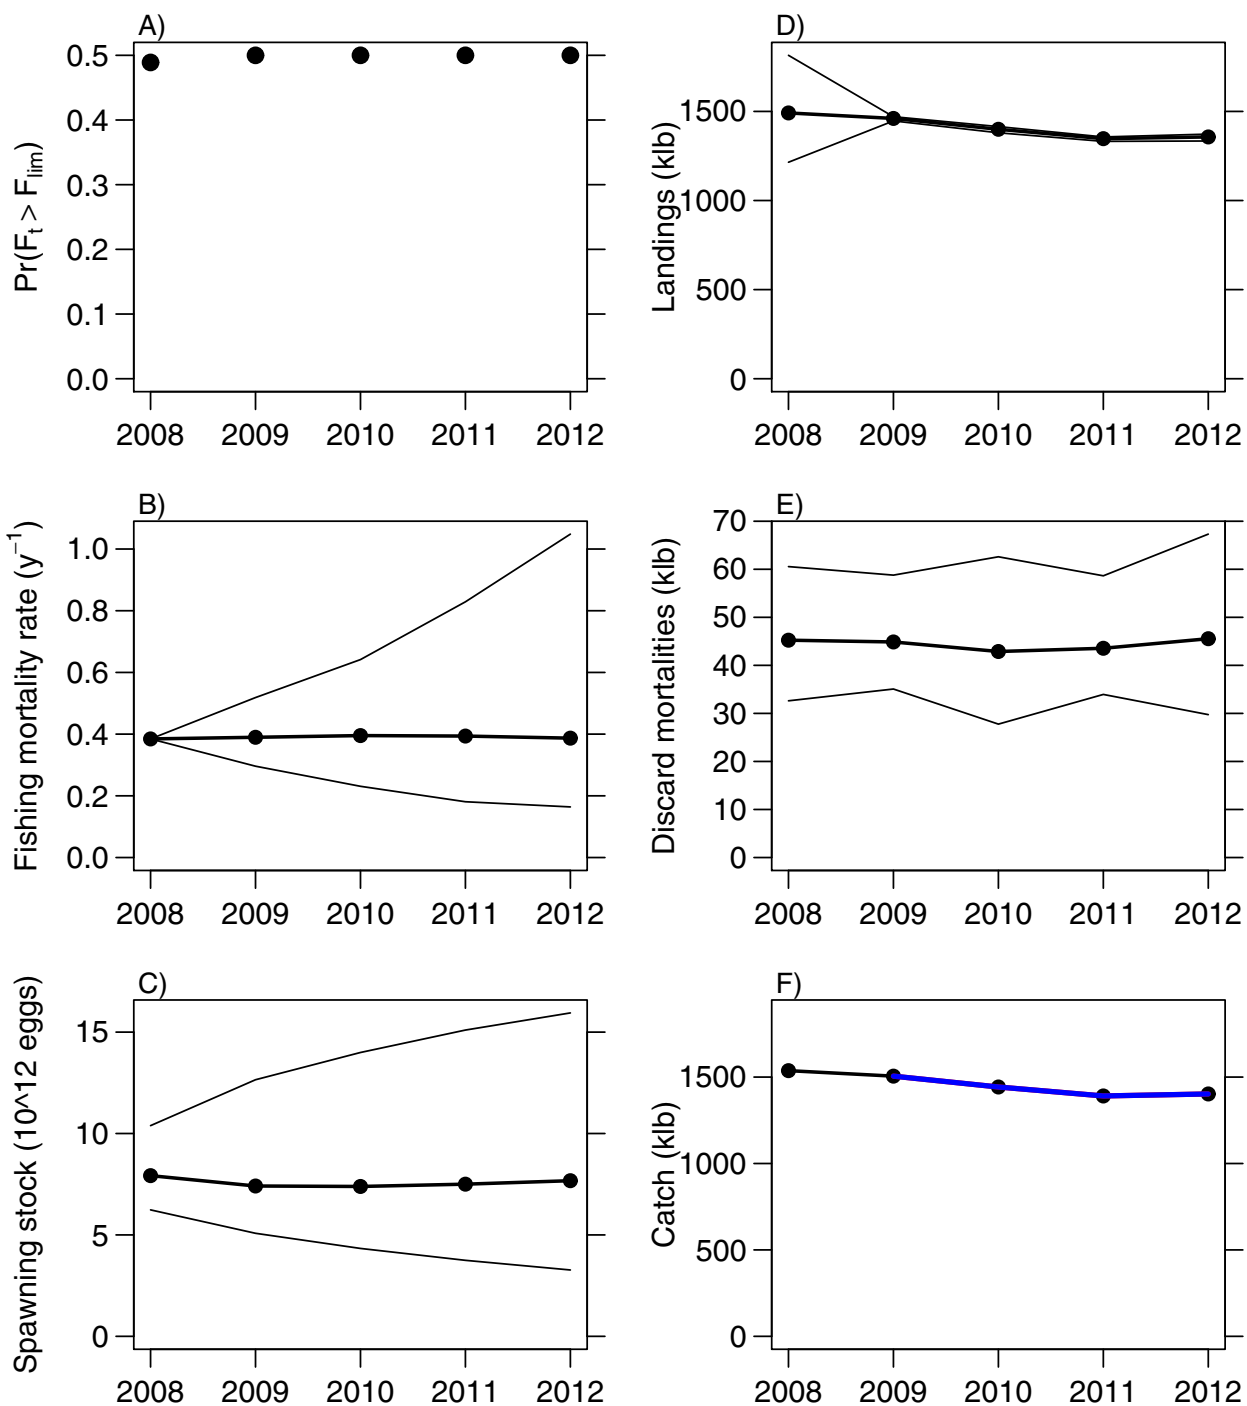 A)
Pr(Fₜ > Fₗᵢₘ)
0.5
0.4
0.3
0.2
0.1
0.0
2008 2009 2010 2011 2012
B)
Fishing mortality rate (y⁻¹)
1.0
0.8
0.6
0.4
0.2
0.0
2008 2009 2010 2011 2012
C)
Spawning stock (10^12 eggs)
15
10
5
0
2008 2009 2010 2011 2012
D)
Landings (klb)
1500
1000
500
0
2008 2009 2010 2011 2012
E)
Discard mortalities (klb)
70
60
50
40
30
20
10
0
2008 2009 2010 2011 2012
F)
Catch (klb)
1500
1000
500
0
2008 2009 2010 2011 2012